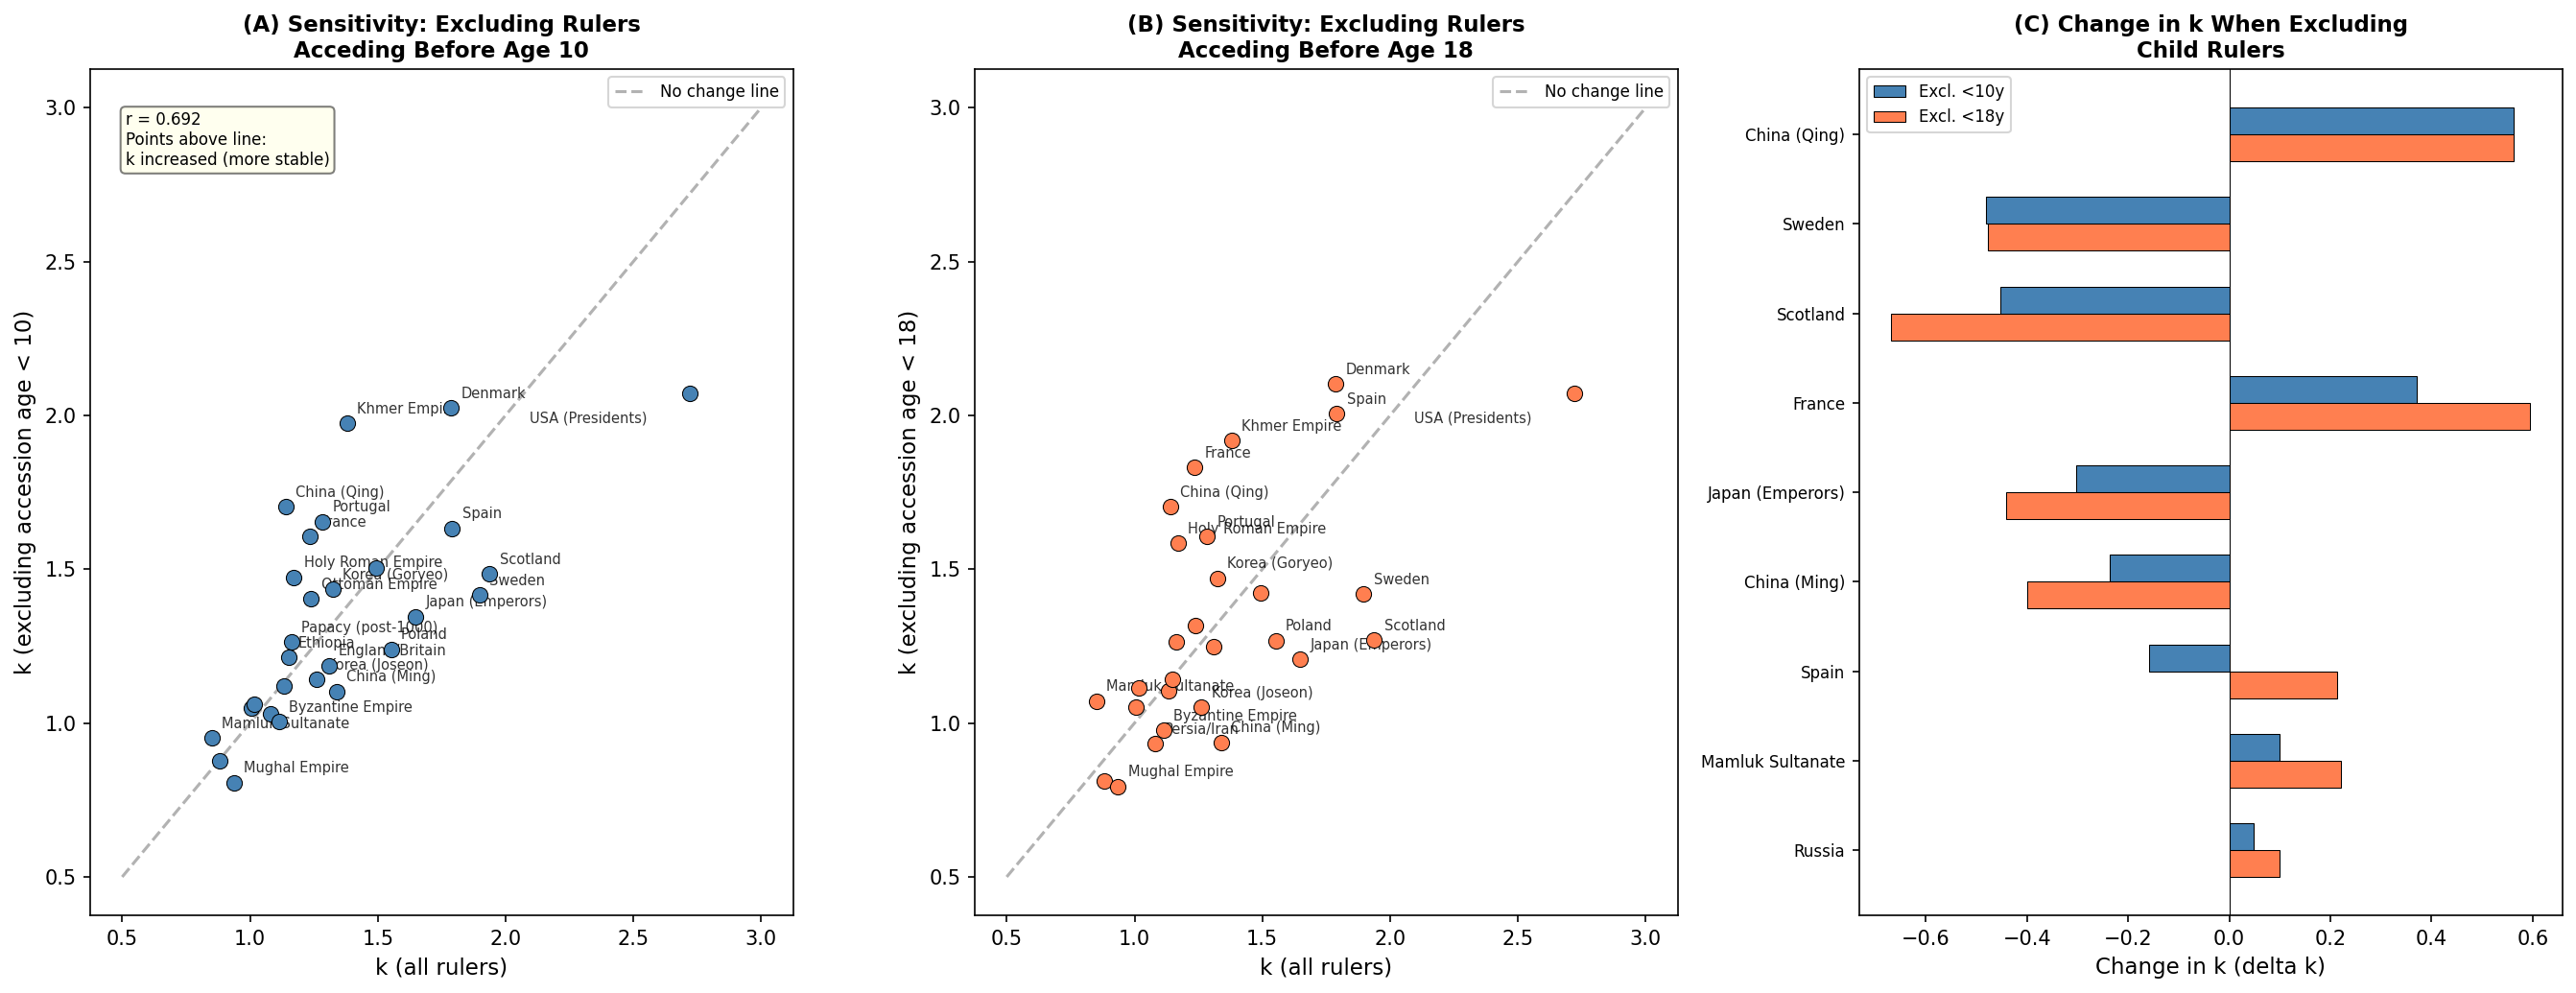 (A) Sensitivity: Excluding Rulers
Acceding Before Age 10
No change line
r = 0.692
Points above line:
k increased (more stable)
3.0
2.5
2.0
1.5
1.0
0.5
k (excluding accession age < 10)
Denmark
Khmer Empire
USA (Presidents)
China (Qing)
Portugal
France
Spain
Holy Roman Empire
Korea (Goryeo)
Ottoman Empire
Scotland
Sweden
Japan (Emperors)
Papacy (post-1000)
Poland
Ethiopia
England/Britain
Korea (Joseon)
China (Ming)
Byzantine Empire
Mamluk Sultanate
Mughal Empire
0.5
1.0
1.5
2.0
2.5
3.0
k (all rulers)
(B) Sensitivity: Excluding Rulers
Acceding Before Age 18
No change line
3.0
2.5
2.0
1.5
1.0
0.5
k (excluding accession age < 18)
Denmark
Spain
USA (Presidents)
Khmer Empire
France
China (Qing)
Portugal
Holy Roman Empire
Korea (Goryeo)
Sweden
Poland
Scotland
Japan (Emperors)
Mamluk Sultanate
Korea (Joseon)
Byzantine Empire
Persia/Iran
China (Ming)
Mughal Empire
0.5
1.0
1.5
2.0
2.5
3.0
k (all rulers)
(C) Change in k When Excluding
Child Rulers
Excl. <10y
Excl. <18y
China (Qing)
Sweden
Scotland
France
Japan (Emperors)
China (Ming)
Spain
Mamluk Sultanate
Russia
−0.6
−0.4
−0.2
0.0
0.2
0.4
0.6
Change in k (delta k)